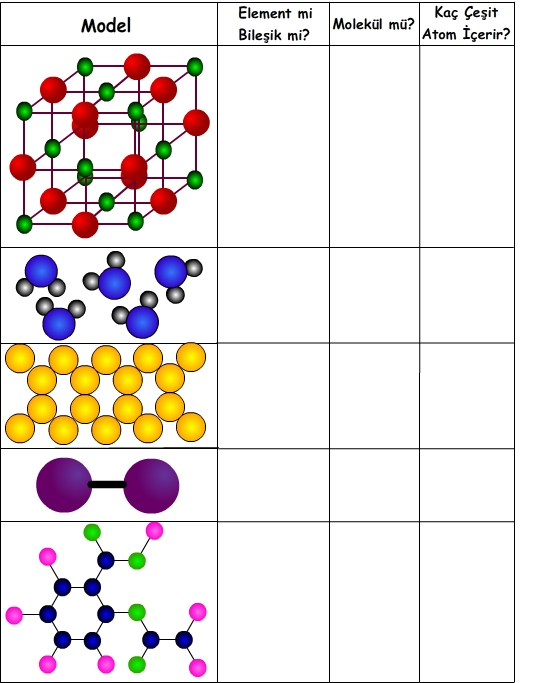 Model
Element mi
Bileşik mi?
Molekül mü?
Kaç Çeşit
Atom İçerir?